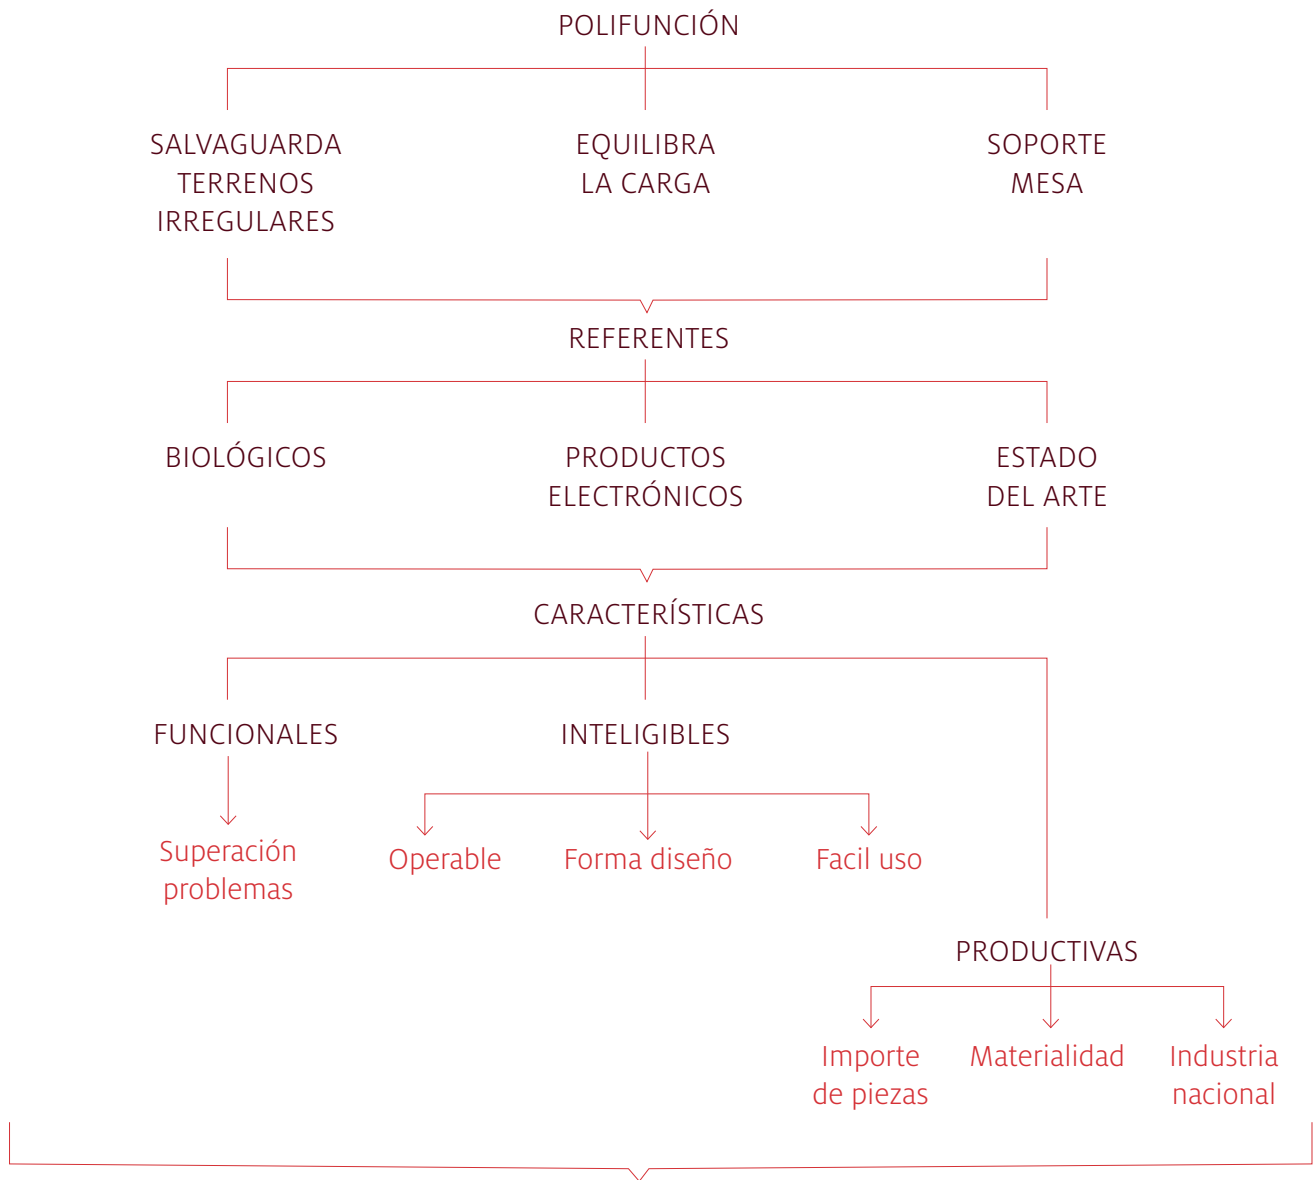 POLIFUNCIÓN
SALVAGUARDA
TERRENOS
IRREGULARES
EQUILIBRA
LA CARGA
SOPORTE
MESA
REFERENTES
BIOLÓGICOS
PRODUCTOS
ELECTRÓNICOS
ESTADO
DEL ARTE
CARACTERÍSTICAS
FUNCIONALES
INTELIGIBLES
Superación
problemas
Operable
Forma diseño
Facil uso
PRODUCTIVAS
Importe
de piezas
Materialidad
Industria
nacional